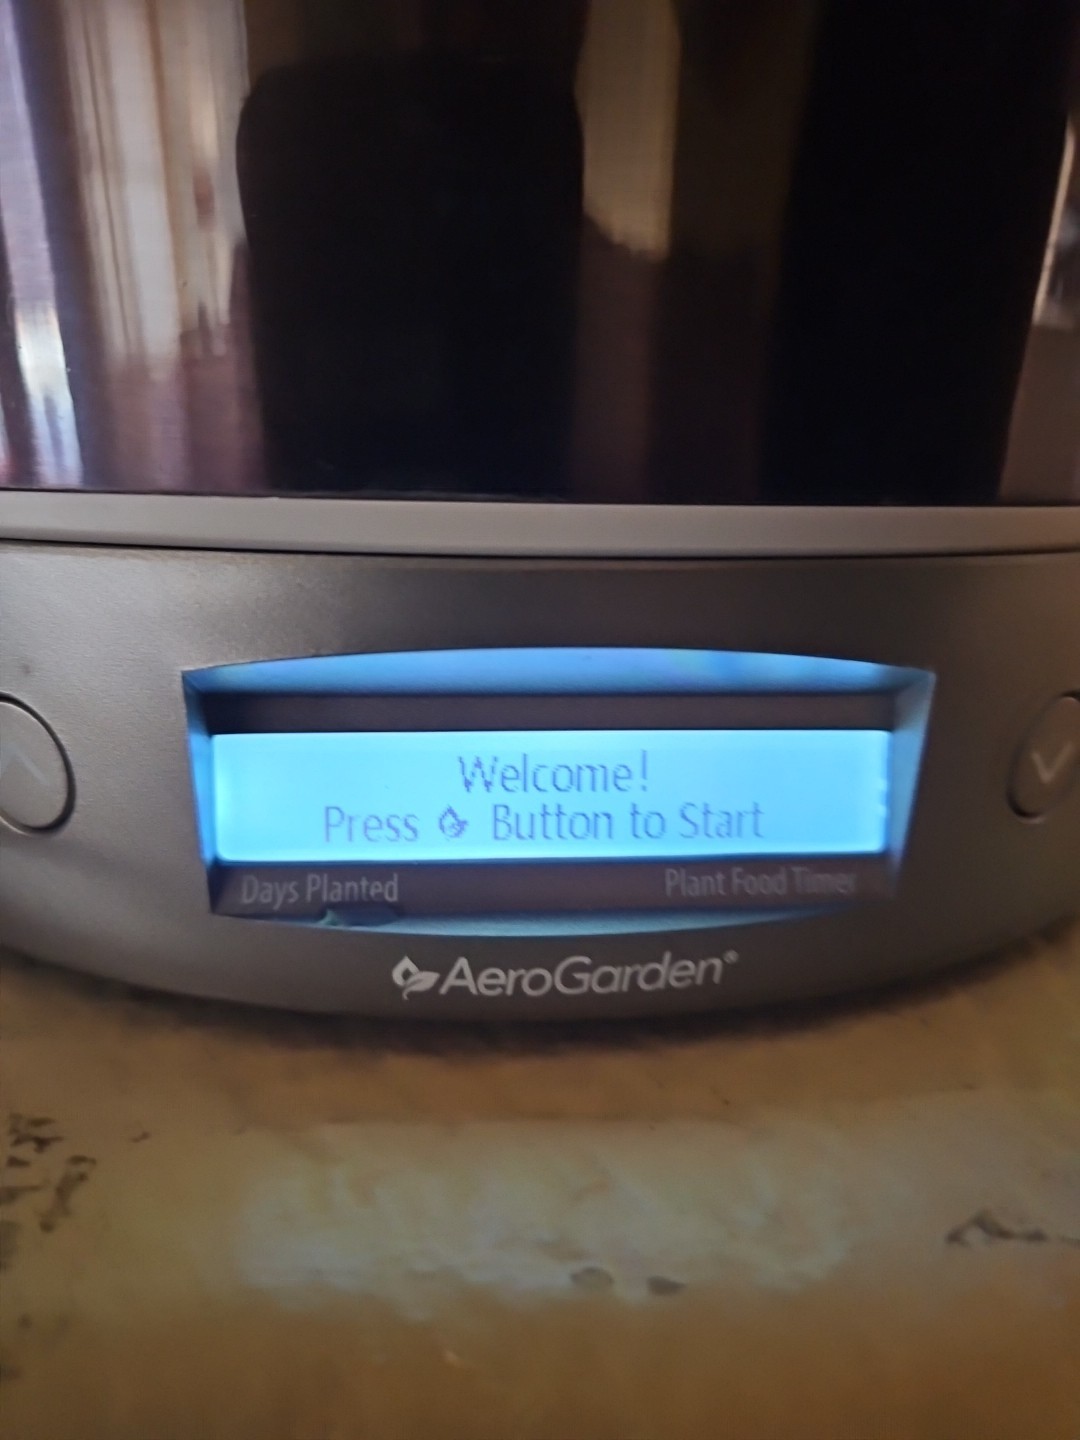 Welcome!
Press Button to Start
Days Planted
Plant Food Timer
AeroGarden®